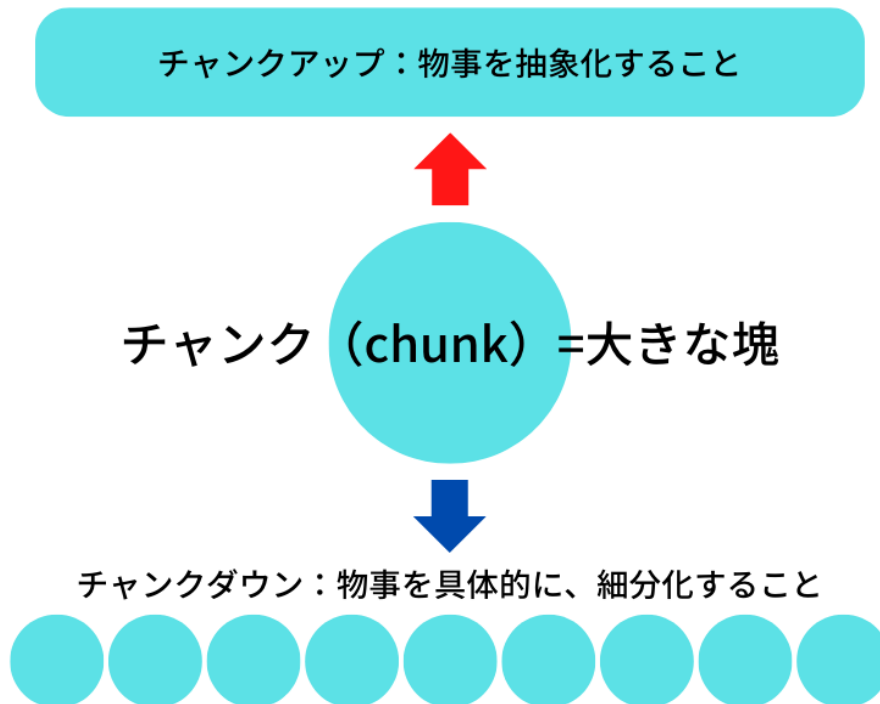 チャンクアップ：物事を抽象化すること
チャンク（chunk）=大きな塊
チャンクダウン：物事を具体的に、細分化すること